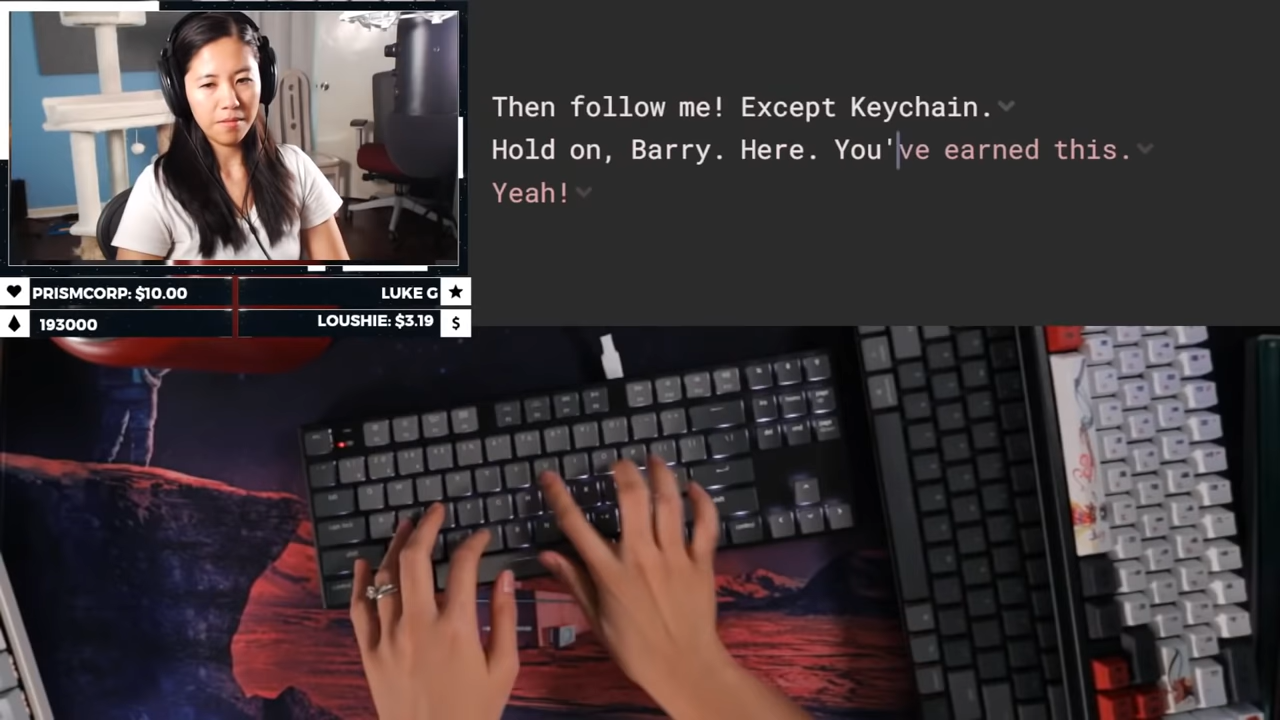 Then follow me! Except Keychain.
Hold on, Barry. Here. You've earned this.
Yeah!
PRISMCORP: $10.00
LUKE G
193000
LOUSHIE: $3.19
$